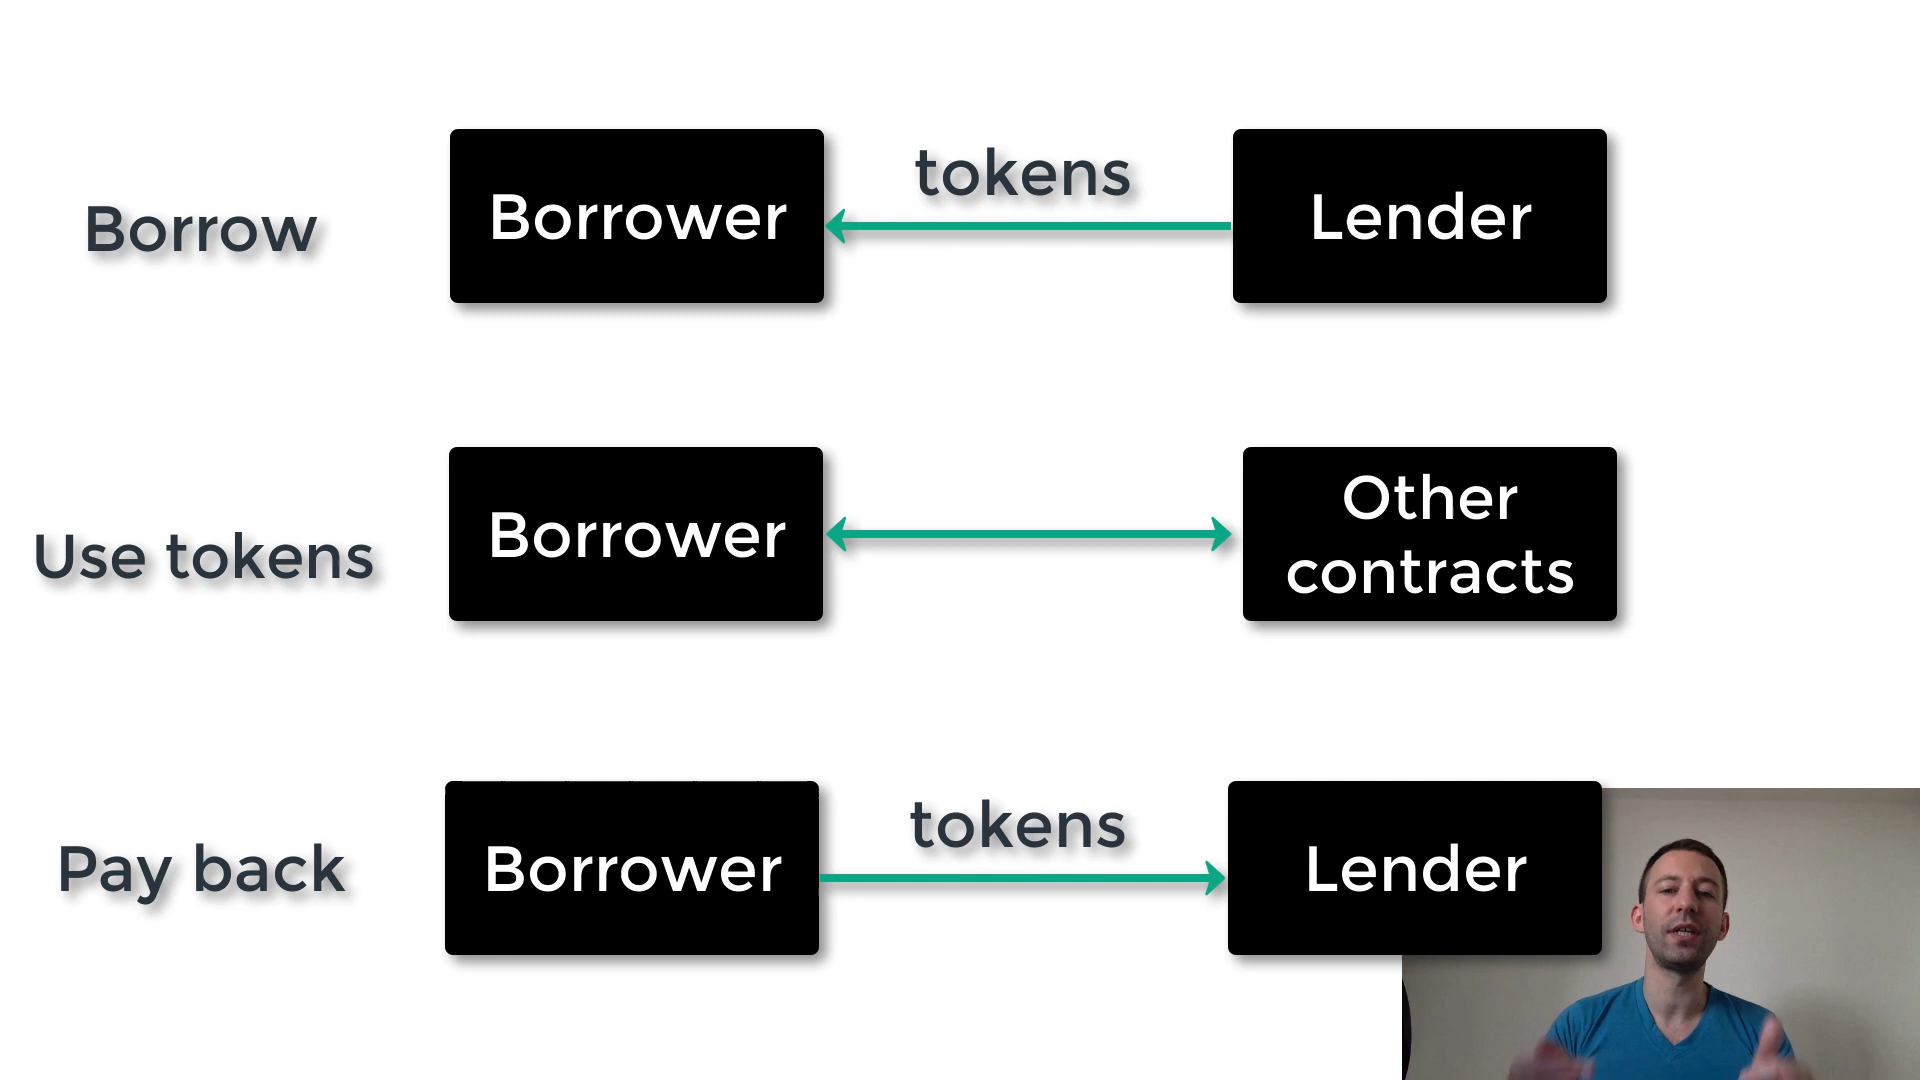 Borrow
Borrower
tokens
Lender
Use tokens
Borrower
Other
contracts
Pay back
Borrower
tokens
Lender